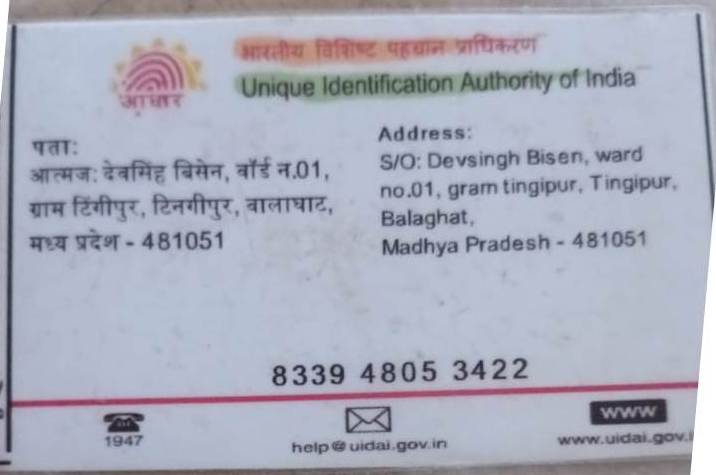 भारतीय विशिष्ट पहचान प्राधिकरण
Unique Identification Authority of India
आधार
पता:
आत्मज: देवसिंह बिसेन, वॉर्ड न.01,
ग्राम टिंगीपुर, टिनगीपुर, बालाघाट,
मध्य प्रदेश - 481051
Address:
S/O: Devsingh Bisen, ward
no.01, gram tingipur, Tingipur,
Balaghat,
Madhya Pradesh - 481051
8339 4805 3422
1947
help@uidai.gov.in
WWW
www.uidai.gov.i